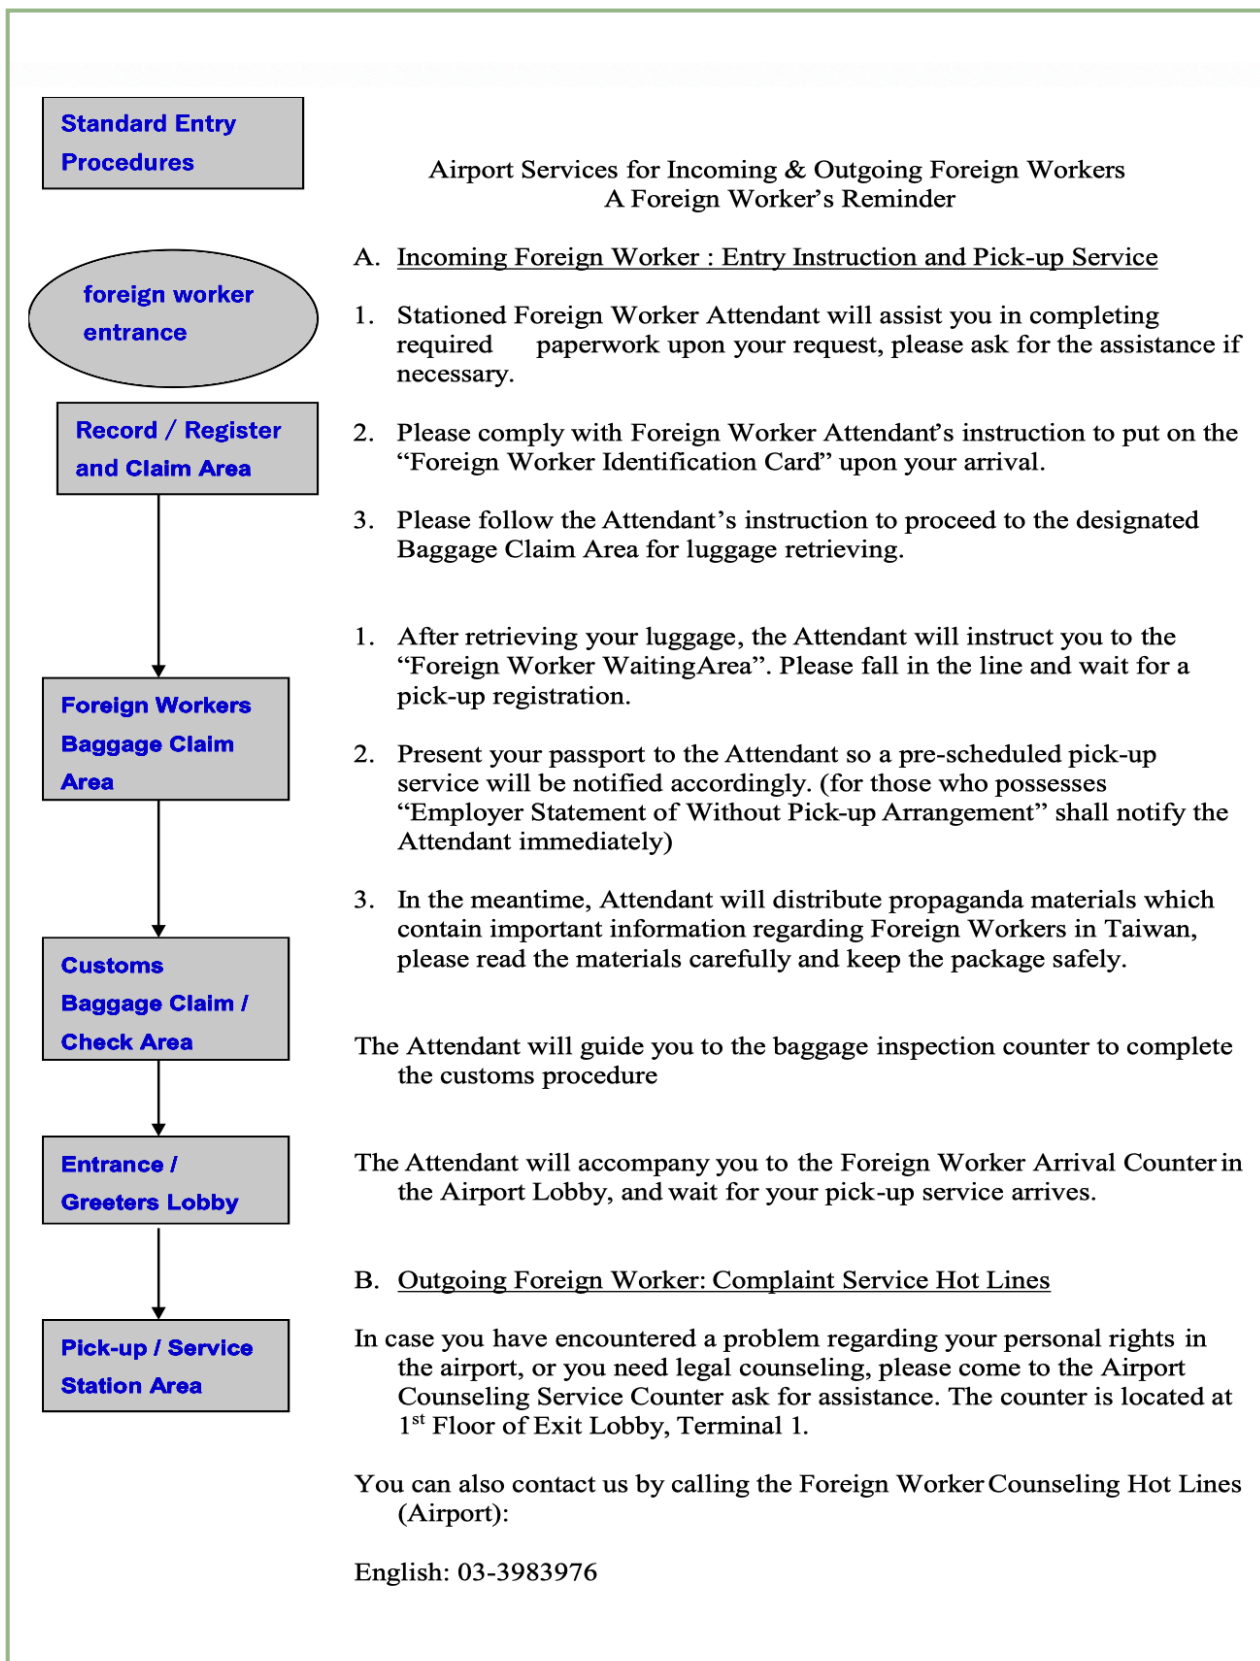 Standard Entry
Procedures
Airport Services for Incoming & Outgoing Foreign Workers
A Foreign Worker's Reminder
A. Incoming Foreign Worker : Entry Instruction and Pick-up Service
foreign worker
entrance
1. Stationed Foreign Worker Attendant will assist you in completing
required paperwork upon your request, please ask for the assistance if
necessary.
Record / Register
and Claim Area
2. Please comply with Foreign Worker Attendant's instruction to put on the
“Foreign Worker Identification Card” upon your arrival.
3. Please follow the Attendant's instruction to proceed to the designated
Baggage Claim Area for luggage retrieving.
1. After retrieving your luggage, the Attendant will instruct you to the
“Foreign Worker WaitingArea”. Please fall in the line and wait for a
pick-up registration.
Foreign Workers
Baggage Claim
Area
2. Present your passport to the Attendant so a pre-scheduled pick-up
service will be notified accordingly. (for those who possesses
“Employer Statement of Without Pick-up Arrangement” shall notify the
Attendant immediately)
3. In the meantime, Attendant will distribute propaganda materials which
contain important information regarding Foreign Workers in Taiwan,
please read the materials carefully and keep the package safely.
Customs
Baggage Claim /
Check Area
The Attendant will guide you to the baggage inspection counter to complete
the customs procedure
Entrance /
Greeters Lobby
The Attendant will accompany you to the Foreign Worker Arrival Counter in
the Airport Lobby, and wait for your pick-up service arrives.
B. Outgoing Foreign Worker: Complaint Service Hot Lines
Pick-up / Service
Station Area
In case you have encountered a problem regarding your personal rights in
the airport, or you need legal counseling, please come to the Airport
Counseling Service Counter ask for assistance. The counter is located at
1st Floor of Exit Lobby, Terminal 1.
You can also contact us by calling the Foreign Worker Counseling Hot Lines
(Airport):
English: 03-3983976